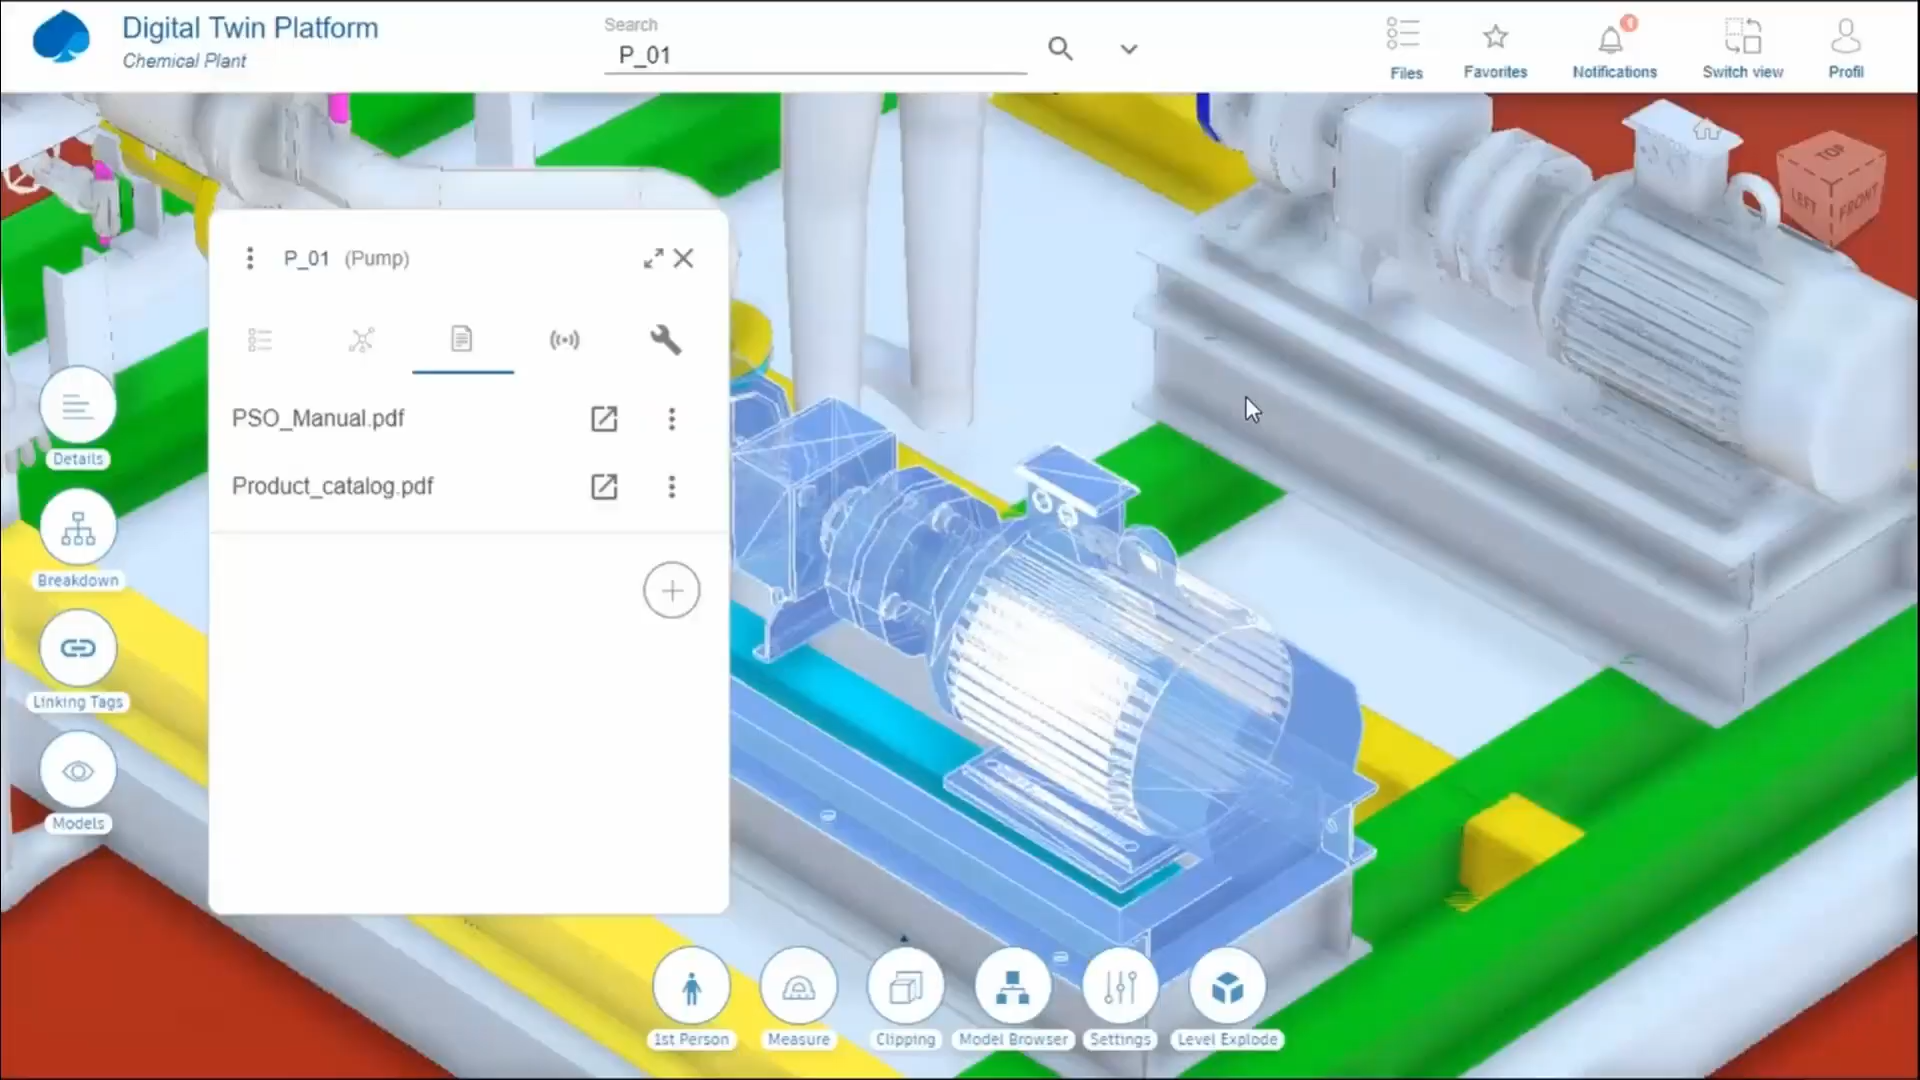 Digital Twin Platform
Chemical Plant
Search
P_01
Files
Favorites
Notifications
Switch view
Profil
TOP
LEFT
FRONT
P_01 (Pump)
PSO_Manual.pdf
Product_catalog.pdf
Details
Breakdown
Linking Tags
Models
1st Person
Measure
Clipping
Model Browser
Settings
Level Explode